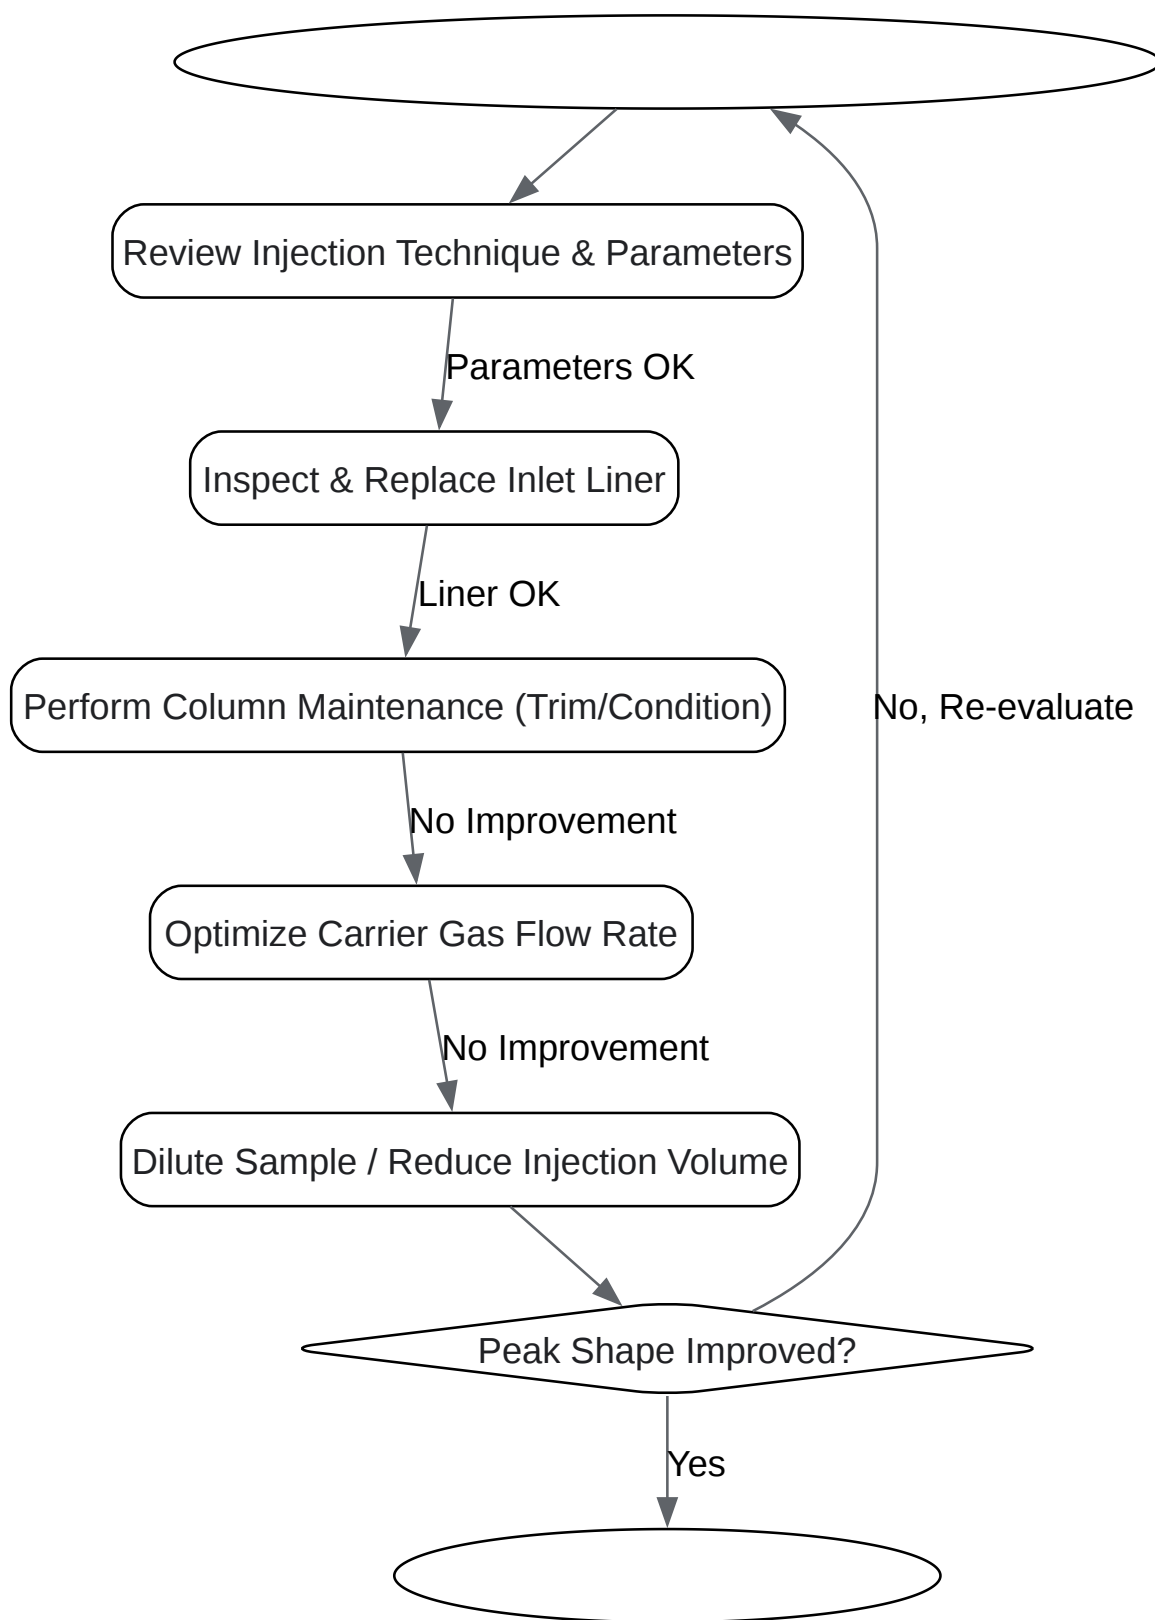 Review Injection Technique & Parameters
Parameters OK
Inspect & Replace Inlet Liner
Liner OK
Perform Column Maintenance (Trim/Condition)
No, Re-evaluate
No Improvement
Optimize Carrier Gas Flow Rate
No Improvement
Dilute Sample / Reduce Injection Volume
Peak Shape Improved?
Yes